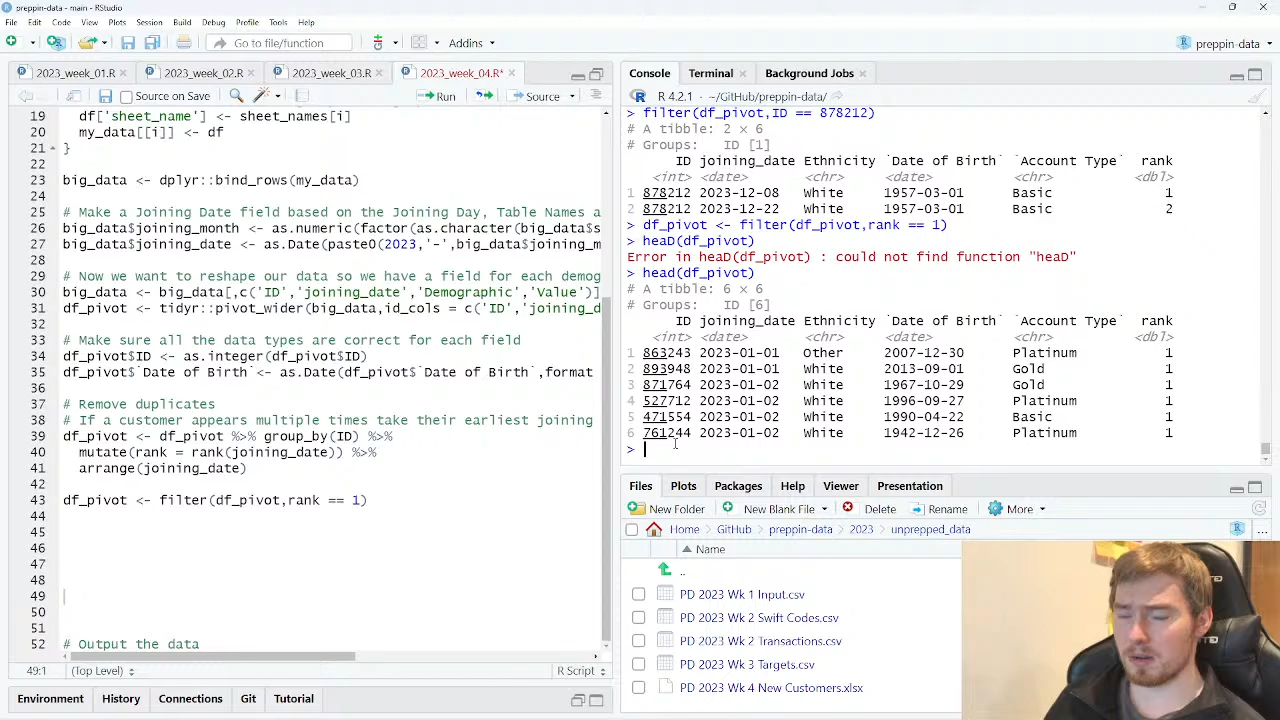 preppin-data - main - RStudio
File Edit Code View Plots Session Build Debug Profile Tools Help
Go to file/function
Addins
preppin-data
2023_week_01.R
2023_week_02.R
2023_week_03.R
2023_week_04.R*
Source on Save
Run
Source
19 df['sheet_name'] <- sheet_names[i]
20 my_data[[i]] <- df
21 }
22
23 big_data <- dplyr::bind_rows(my_data)
24
25 # Make a Joining Date field based on the Joining Day, Table Names a
26 big_data$joining_month <- as.numeric(factor(as.character(big_data$s
27 big_data$joining_date <- as.Date(paste0(2023,'-',big_data$joining_m
28
29 # Now we want to reshape our data so we have a field for each demog
30 big_data <- big_data[,c('ID','joining_date','Demographic','Value')]
31 df_pivot <- tidyr::pivot_wider(big_data,id_cols = c('ID','joining_d
32
33 # Make sure all the data types are correct for each field
34 df_pivot$ID <- as.integer(df_pivot$ID)
35 df_pivot$`Date of Birth`<- as.Date(df_pivot$`Date of Birth`,format
36
37 # Remove duplicates
38 # If a customer appears multiple times take their earliest joining
39 df_pivot <- df_pivot %>% group_by(ID) %>%
40 mutate(rank = rank(joining_date)) %>%
41 arrange(joining_date)
42
43 df_pivot <- filter(df_pivot,rank == 1)
44
45
46
47
48
49
50
51
52 # Output the data
49:1 (Top Level) R Script
Environment History Connections Git Tutorial
Console Terminal Background Jobs
R 4.2.1 · ~/GitHub/preppin-data/
> filter(df_pivot,ID == 878212)
# A tibble: 2 × 6
# Groups: ID [1]
ID joining_date Ethnicity `Date of Birth` `Account Type` rank
<int> <date> <chr> <date> <chr> <dbl>
1 878212 2023-12-08 White 1957-03-01 Basic 1
2 878212 2023-12-22 White 1957-03-01 Basic 2
> df_pivot <- filter(df_pivot,rank == 1)
> heaD(df_pivot)
Error in heaD(df_pivot) : could not find function "heaD"
> head(df_pivot)
# A tibble: 6 × 6
# Groups: ID [6]
ID joining_date Ethnicity `Date of Birth` `Account Type` rank
<int> <date> <chr> <date> <chr> <dbl>
1 863243 2023-01-01 Other 2007-12-30 Platinum 1
2 893948 2023-01-01 White 2013-09-01 Gold 1
3 871764 2023-01-02 White 1967-10-29 Gold 1
4 527712 2023-01-02 White 1996-09-27 Platinum 1
5 471554 2023-01-02 White 1990-04-22 Basic 1
6 761244 2023-01-02 White 1942-12-26 Platinum 1
>
Files Plots Packages Help Viewer Presentation
New Folder New Blank File Delete Rename More
Home GitHub preppin-data 2023 unprepped_data
Name
..
PD 2023 Wk 1 Input.csv
PD 2023 Wk 2 Swift Codes.csv
PD 2023 Wk 2 Transactions.csv
PD 2023 Wk 3 Targets.csv
PD 2023 Wk 4 New Customers.xlsx